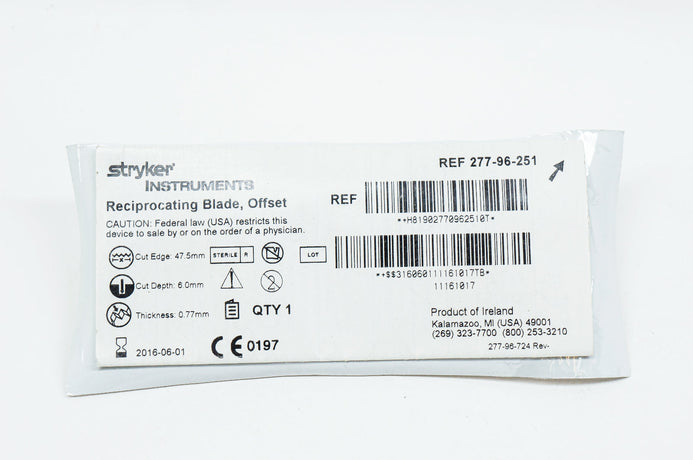 stryker
INSTRUMENTS
REF 277-96-251
Reciprocating Blade, Offset
REF
**H81902770962510T*
CAUTION: Federal law (USA) restricts this
device to sale by or on the order of a physician.
Cut Edge: 47.5mm
STERILE R
LOT
*+$$316060111161017TB*
11161017
Cut Depth: 6.0mm
2
Thickness: 0.77mm
QTY 1
Product of Ireland
Kalamazoo, MI (USA) 49001
(269) 323-7700 (800) 253-3210
2016-06-01
CE 0197
277-96-724 Rev-